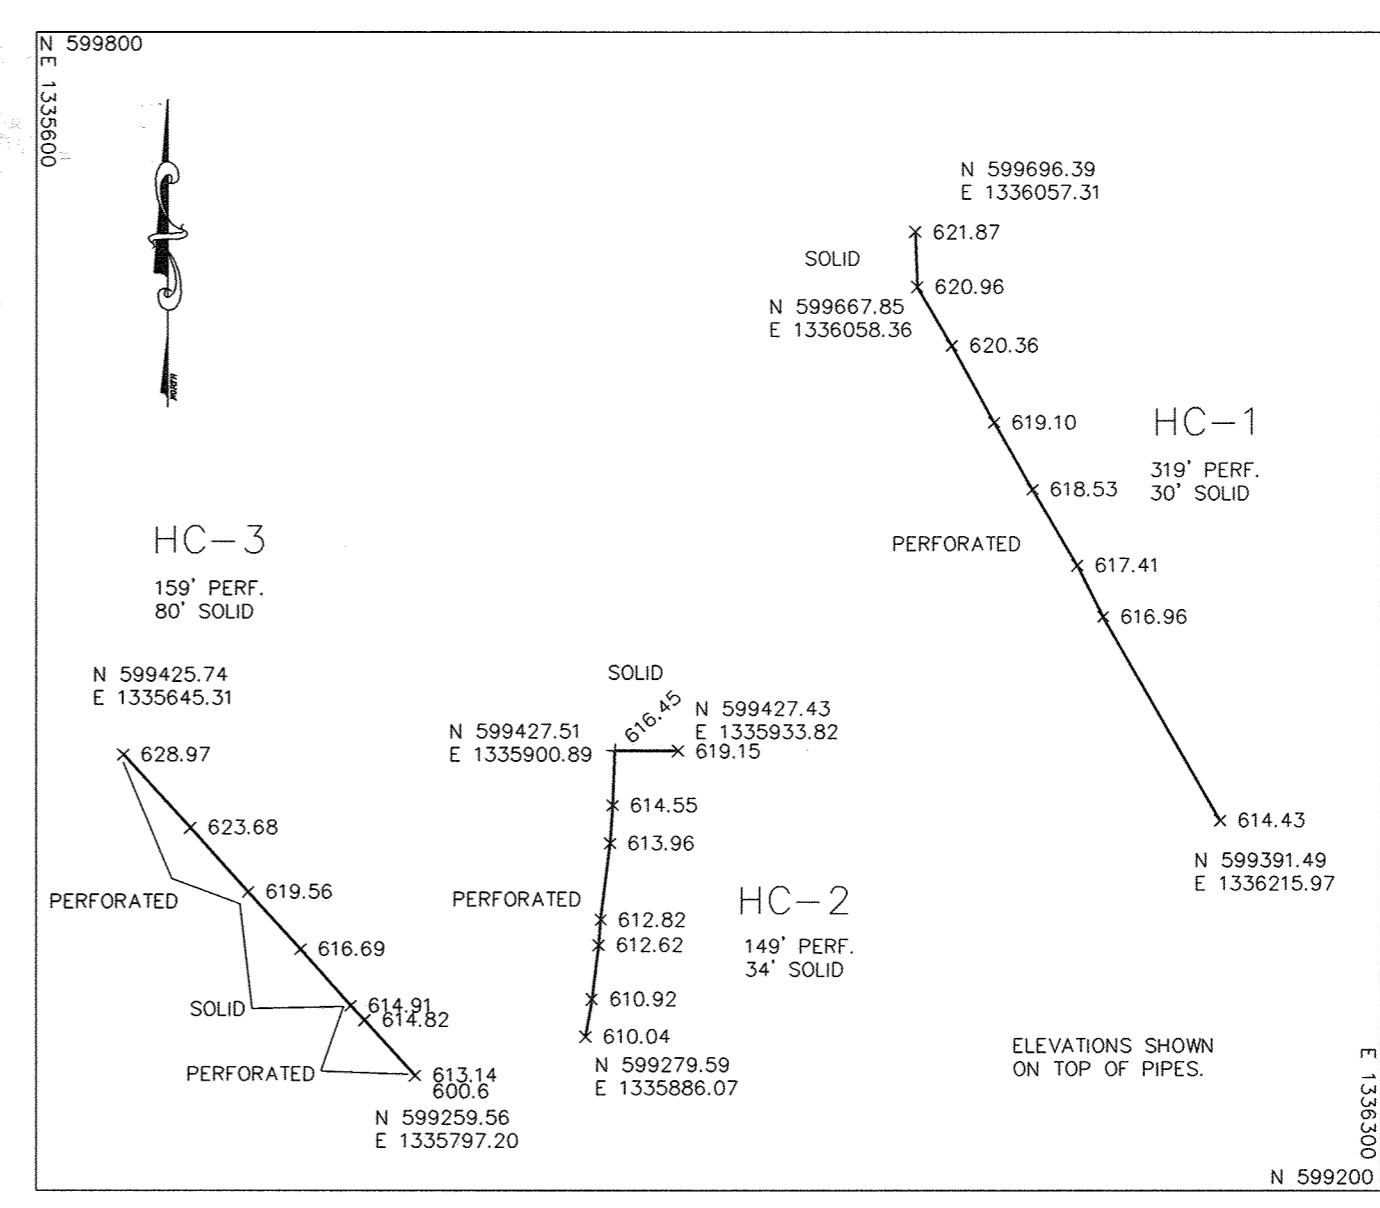 N 599800
E 1335600
NORTH
N 599696.39
E 1336057.31
621.87
SOLID
620.96
N 599667.85
E 1336058.36
620.36
619.10
HC-1
319' PERF.
30' SOLID
618.53
PERFORATED
617.41
616.96
614.43
N 599391.49
E 1336215.97
HC-3
159' PERF.
80' SOLID
N 599425.74
E 1335645.31
628.97
623.68
619.56
PERFORATED
616.69
614.91
SOLID
614.82
PERFORATED
613.14
600.6
N 599259.56
E 1335797.20
SOLID
616.45
N 599427.43
E 1335933.82
619.15
N 599427.51
E 1335900.89
614.55
613.96
PERFORATED
HC-2
149' PERF.
34' SOLID
612.82
612.62
610.92
610.04
N 599279.59
E 1335886.07
ELEVATIONS SHOWN
ON TOP OF PIPES.
E 1336300
N 599200